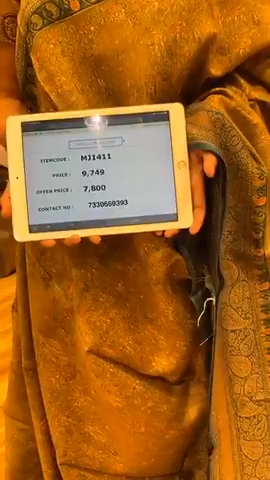 ITEMCODE : MJ1411
PRICE : 9,749
OFFER PRICE : 7,800
CONTACT NO : 7330669393